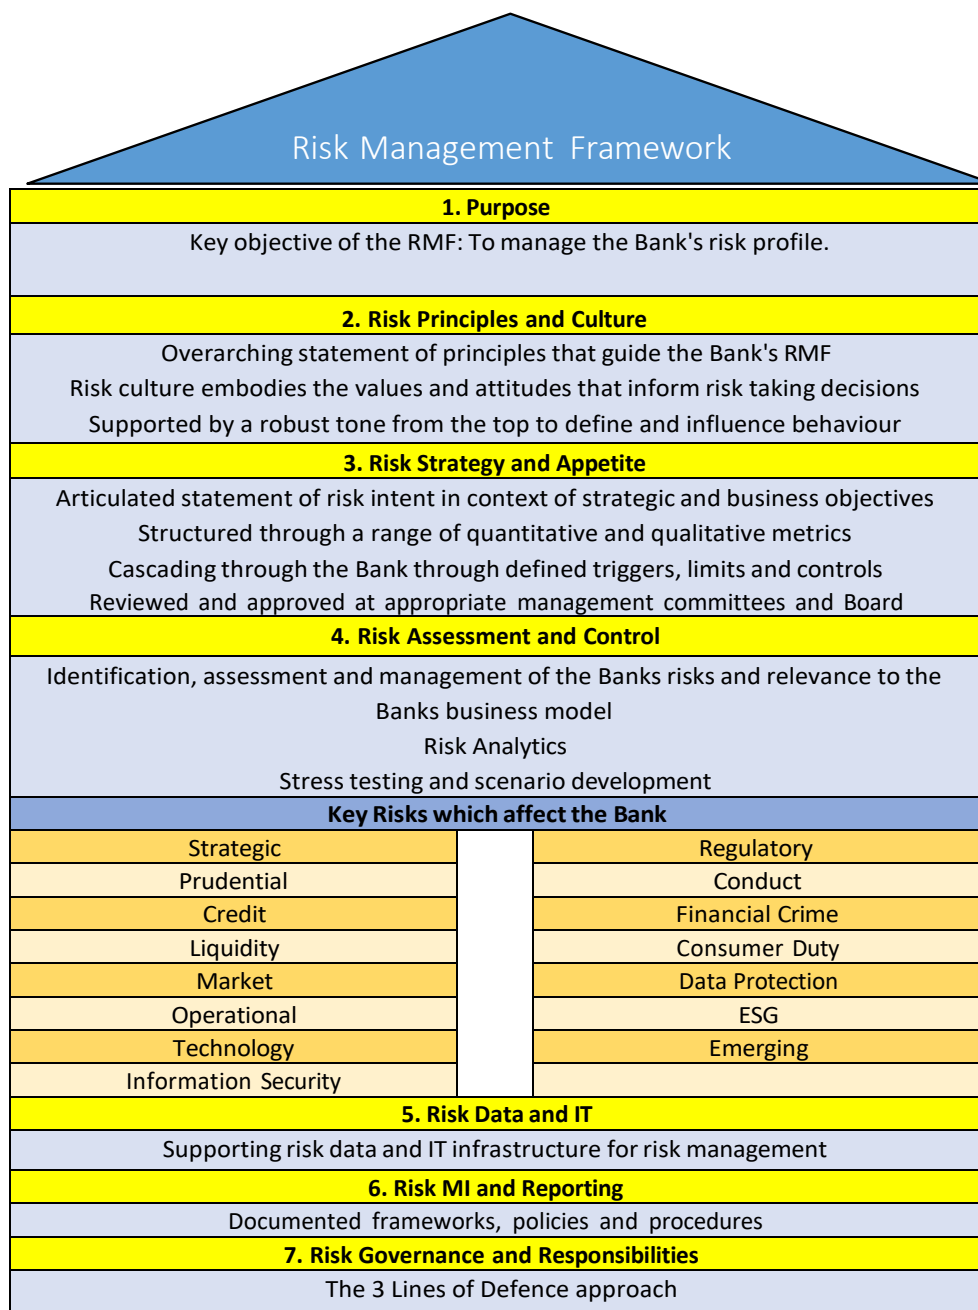 Risk Management Framework
1. Purpose
Key objective of the RMF: To manage the Bank's risk profile.
2. Risk Principles and Culture
Overarching statement of principles that guide the Bank's RMF
Risk culture embodies the values and attitudes that inform risk taking decisions
Supported by a robust tone from the top to define and influence behaviour
3. Risk Strategy and Appetite
Articulated statement of risk intent in context of strategic and business objectives
Structured through a range of quantitative and qualitative metrics
Cascading through the Bank through defined triggers, limits and controls
Reviewed and approved at appropriate management committees and Board
4. Risk Assessment and Control
Identification, assessment and management of the Banks risks and relevance to the
Banks business model
Risk Analytics
Stress testing and scenario development
Key Risks which affect the Bank
Strategic
Prudential
Credit
Liquidity
Market
Operational
Technology
Information Security
Regulatory
Conduct
Financial Crime
Consumer Duty
Data Protection
ESG
Emerging
5. Risk Data and IT
Supporting risk data and IT infrastructure for risk management
6. Risk MI and Reporting
Documented frameworks, policies and procedures
7. Risk Governance and Responsibilities
The 3 Lines of Defence approach